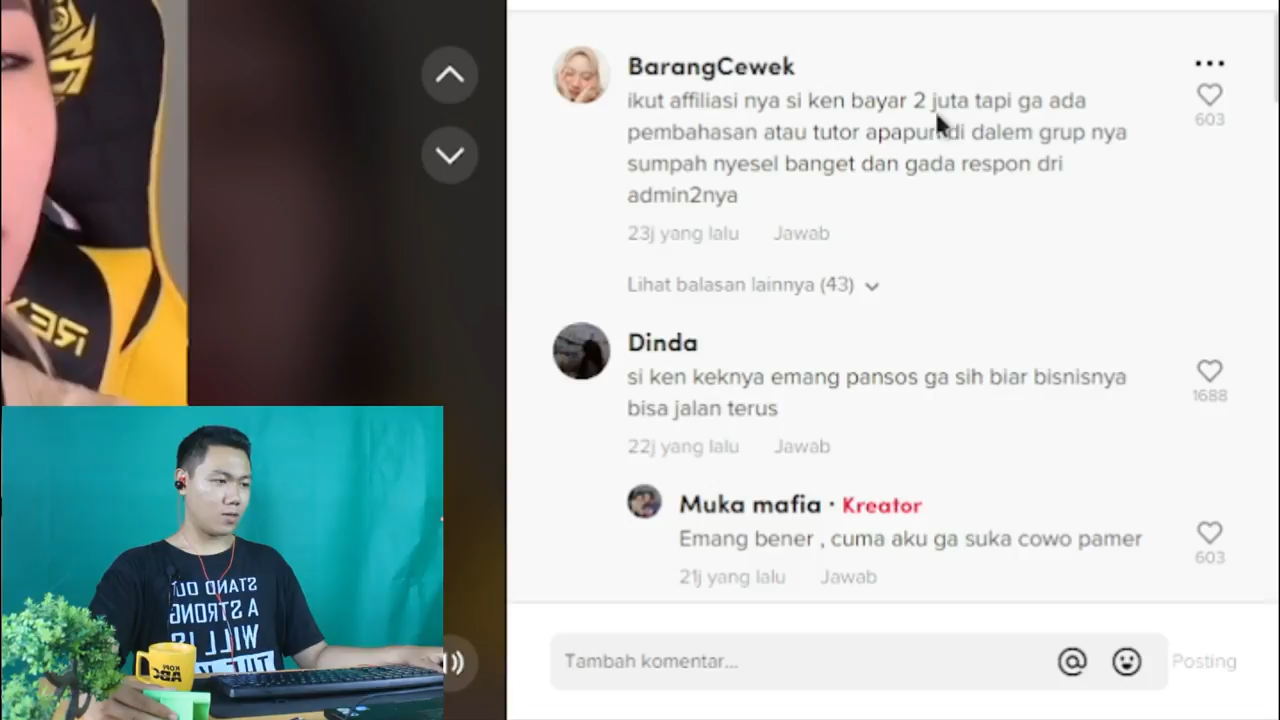 BarangCewek
ikut affiliasi nya si ken bayar 2 juta tapi ga ada
pembahasan atau tutor apapun di dalem grup nya
sumpah nyesel banget dan gada respon dri
admin2nya
603
23j yang lalu Jawab
Lihat balasan lainnya (43)
Dinda
si ken keknya emang pansos ga sih biar bisnisnya
bisa jalan terus
1688
22j yang lalu Jawab
Muka mafia · Kreator
Emang bener , cuma aku ga suka cowo pamer
603
21j yang lalu Jawab
Tambah komentar...
Posting
STAND OUT
A STRONG
WILL IS
THE
KOPI
ABC